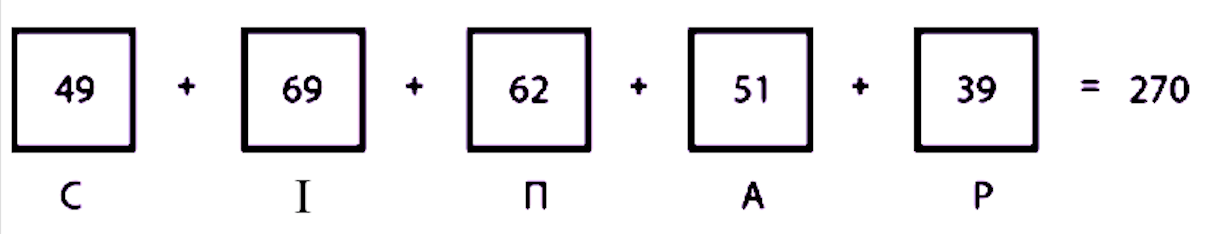 49 + 69 + 62 + 51 + 39 = 270
С І П А Р